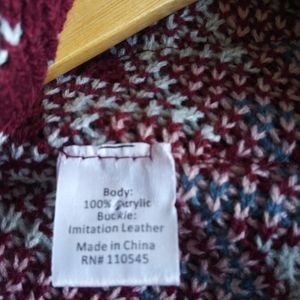 Body:
100% Acrylic
Buckle:
Imitation Leather
Made in China
RN# 110545